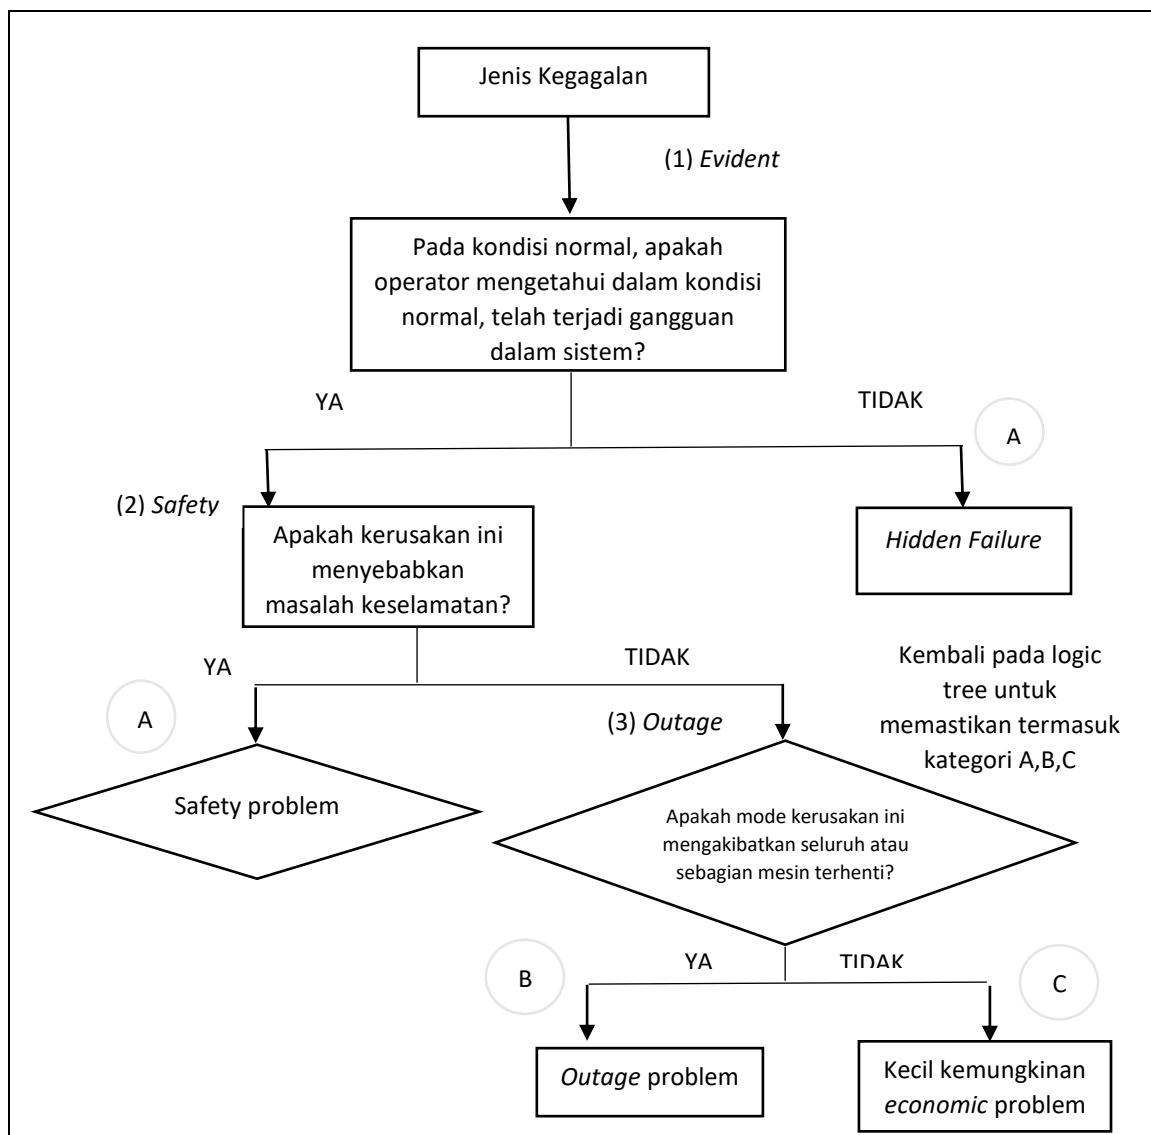 Jenis Kegagalan
(1) Evident
Pada kondisi normal, apakah
operator mengetahui dalam kondisi
normal, telah terjadi gangguan
dalam sistem?
YA
TIDAK
A
(2) Safety
Apakah kerusakan ini
menyebabkan
masalah keselamatan?
Hidden Failure
YA
TIDAK
Kembali pada logic
tree untuk
memastikan termasuk
kategori A,B,C
A
(3) Outage
Safety problem
Apakah mode kerusakan ini
mengakibatkan seluruh atau
sebagian mesin terhenti?
YA
TIDAK
B
C
Outage problem
Kecil kemungkinan
economic problem